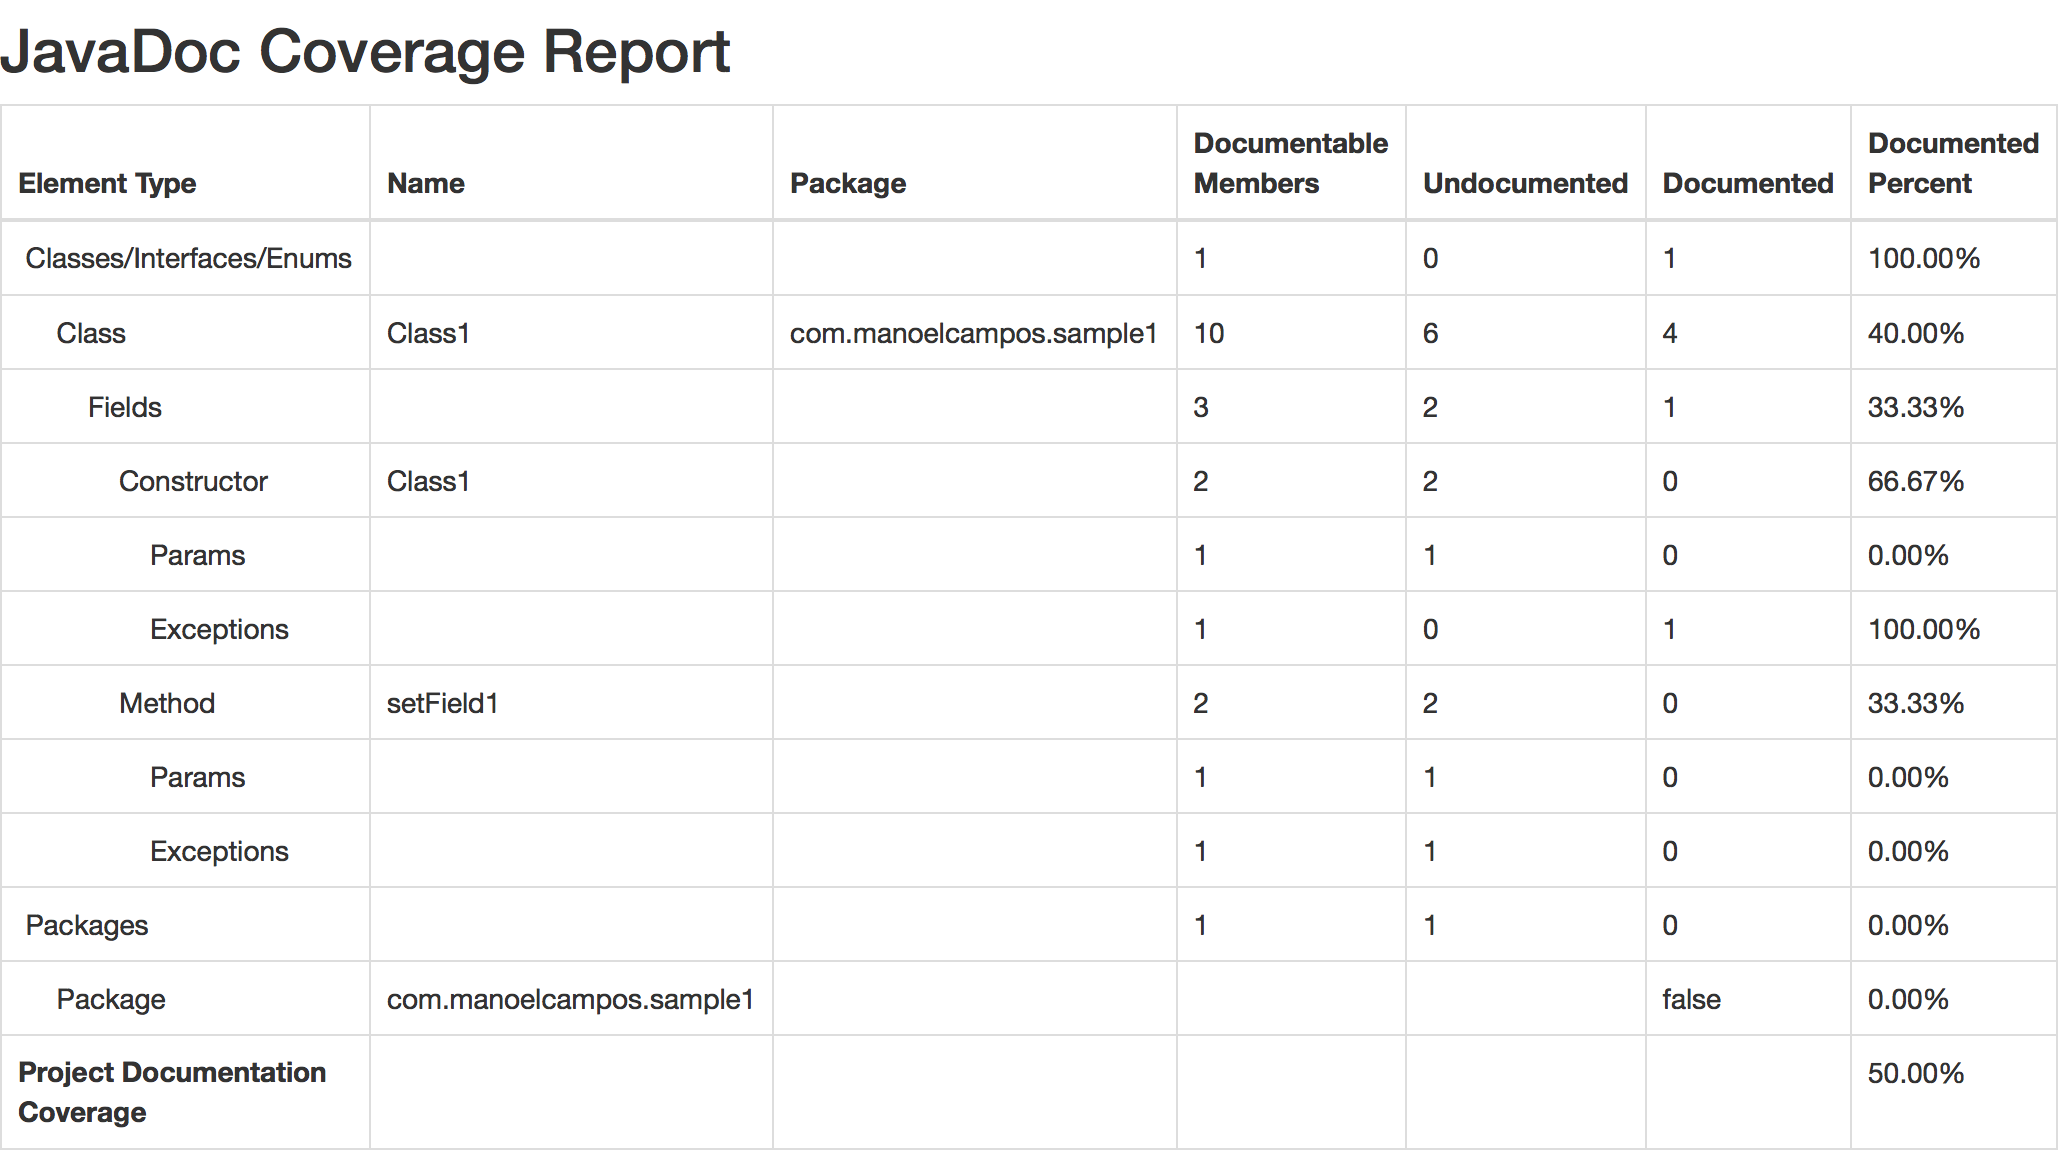 JavaDoc Coverage Report
Element Type Name Package Documentable Members Undocumented Documented Documented Percent
Classes/Interfaces/Enums 1 0 1 100.00%
Class Class1 com.manoelcampos.sample1 10 6 4 40.00%
Fields 3 2 1 33.33%
Constructor Class1 2 2 0 66.67%
Params 1 1 0 0.00%
Exceptions 1 0 1 100.00%
Method setField1 2 2 0 33.33%
Params 1 1 0 0.00%
Exceptions 1 1 0 0.00%
Packages 1 1 0 0.00%
Package com.manoelcampos.sample1 false 0.00%
Project Documentation Coverage 50.00%